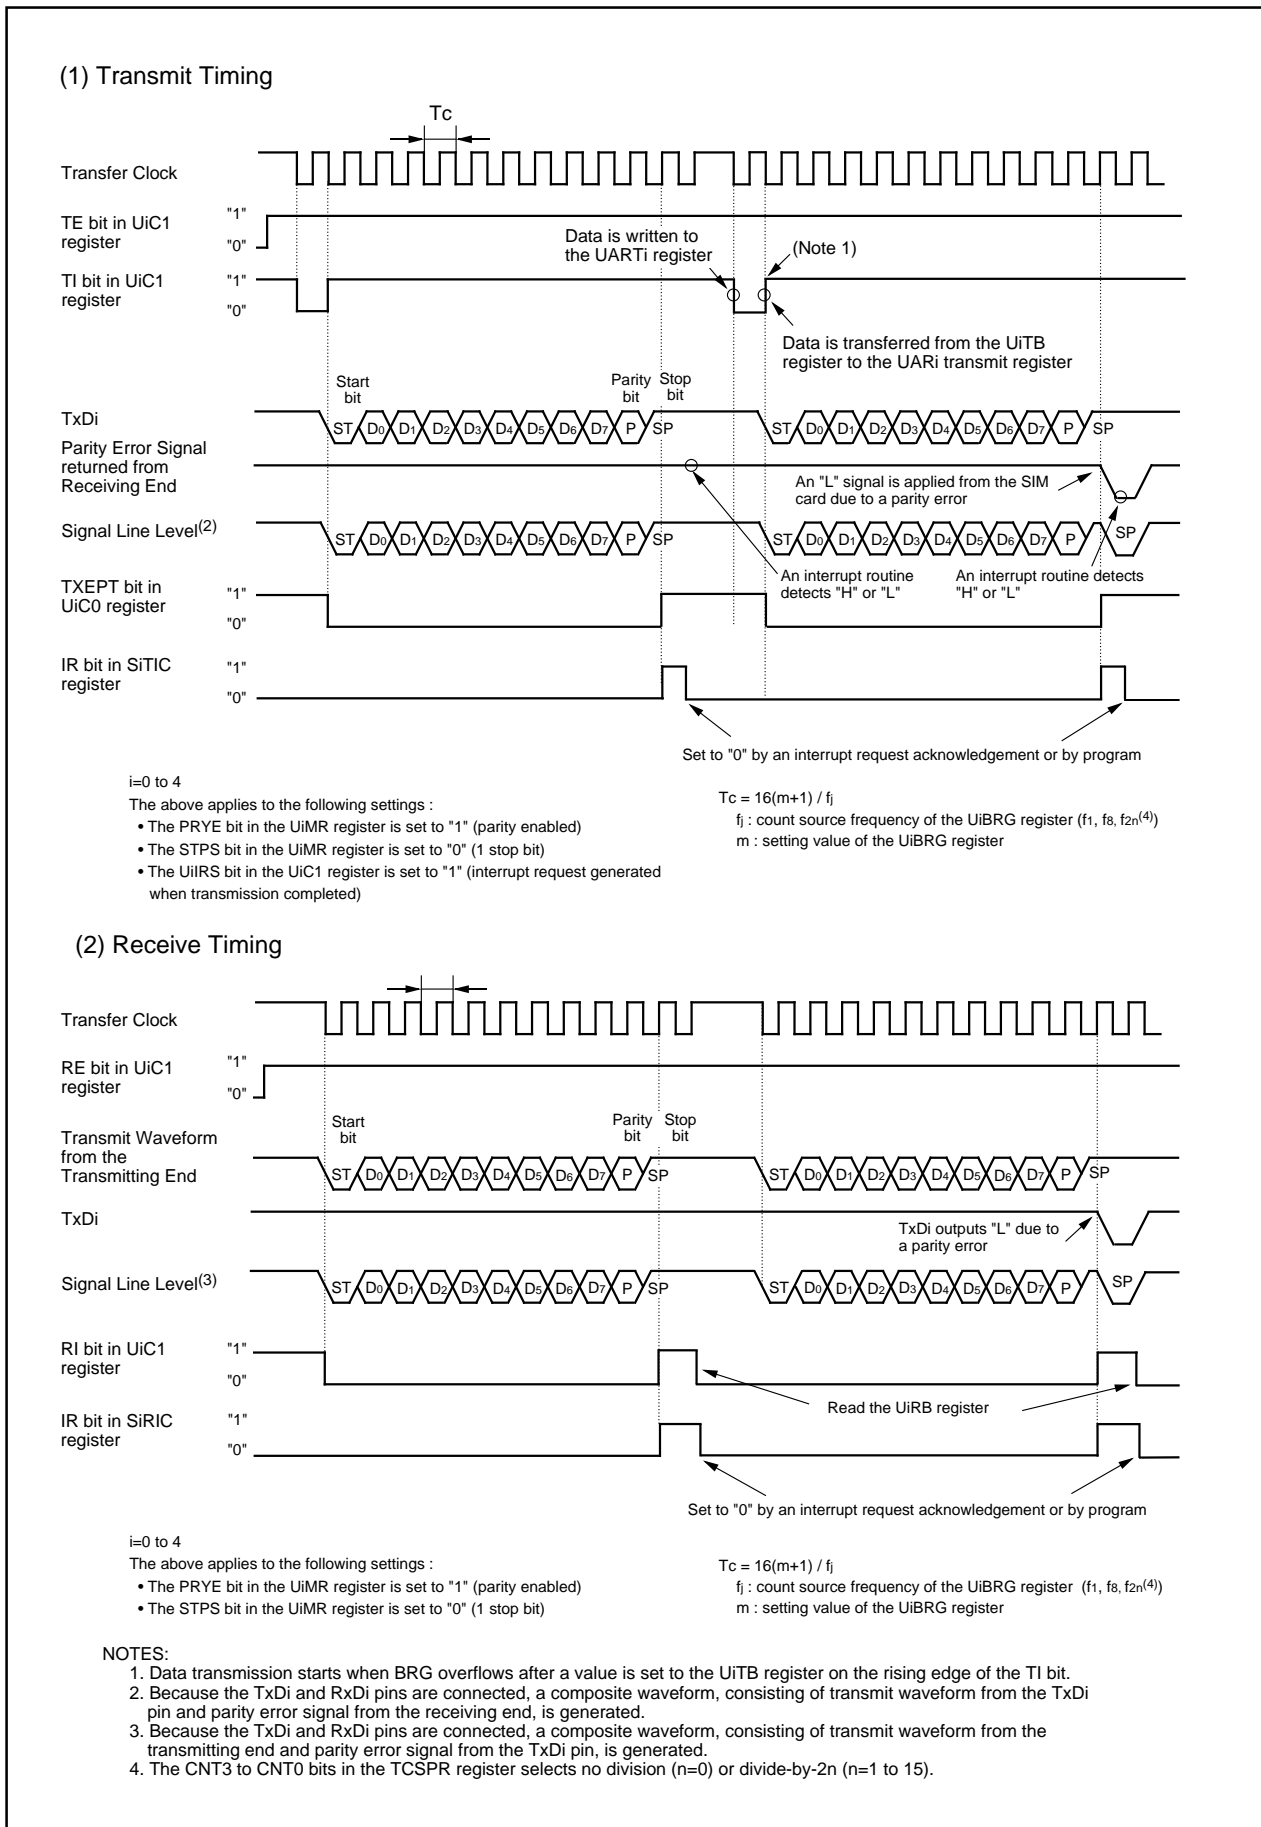 (1) Transmit Timing
Tc
Transfer Clock
TE bit in UiC1
register
"1"
"0"
Data is written to
the UARTi register
(Note 1)
TI bit in UiC1
register
"1"
"0"
Data is transferred from the UiTB
register to the UARi transmit register
Start
bit
Parity
bit
Stop
bit
TxDi
ST D0 D1 D2 D3 D4 D5 D6 D7 P SP
ST D0 D1 D2 D3 D4 D5 D6 D7 P SP
Parity Error Signal
returned from
Receiving End
An "L" signal is applied from the SIM
card due to a parity error
Signal Line Level(2)
ST D0 D1 D2 D3 D4 D5 D6 D7 P SP
ST D0 D1 D2 D3 D4 D5 D6 D7 P SP
An interrupt routine
detects "H" or "L"
An interrupt routine detects
"H" or "L"
TXEPT bit in
UiC0 register
"1"
"0"
IR bit in SiTIC
register
"1"
"0"
Set to "0" by an interrupt request acknowledgement or by program
i=0 to 4
The above applies to the following settings :
• The PRYE bit in the UiMR register is set to "1" (parity enabled)
• The STPS bit in the UiMR register is set to "0" (1 stop bit)
• The UiIRS bit in the UiC1 register is set to "1" (interrupt request generated
when transmission completed)
Tc = 16(m+1) / fj
fj : count source frequency of the UiBRG register (f1, f8, f2n(4))
m : setting value of the UiBRG register
(2) Receive Timing
Transfer Clock
RE bit in UiC1
register
"1"
"0"
Start
bit
Parity
bit
Stop
bit
Transmit Waveform
from the
Transmitting End
ST D0 D1 D2 D3 D4 D5 D6 D7 P SP
ST D0 D1 D2 D3 D4 D5 D6 D7 P SP
TxDi
TxDi outputs "L" due to
a parity error
Signal Line Level(3)
ST D0 D1 D2 D3 D4 D5 D6 D7 P SP
ST D0 D1 D2 D3 D4 D5 D6 D7 P SP
RI bit in UiC1
register
"1"
"0"
Read the UiRB register
IR bit in SiRIC
register
"1"
"0"
Set to "0" by an interrupt request acknowledgement or by program
i=0 to 4
The above applies to the following settings :
• The PRYE bit in the UiMR register is set to "1" (parity enabled)
• The STPS bit in the UiMR register is set to "0" (1 stop bit)
Tc = 16(m+1) / fj
fj : count source frequency of the UiBRG register (f1, f8, f2n(4))
m : setting value of the UiBRG register
NOTES:
1. Data transmission starts when BRG overflows after a value is set to the UiTB register on the rising edge of the TI bit.
2. Because the TxDi and RxDi pins are connected, a composite waveform, consisting of transmit waveform from the TxDi
pin and parity error signal from the receiving end, is generated.
3. Because the TxDi and RxDi pins are connected, a composite waveform, consisting of transmit waveform from the
transmitting end and parity error signal from the TxDi pin, is generated.
4. The CNT3 to CNT0 bits in the TCSPR register selects no division (n=0) or divide-by-2n (n=1 to 15).